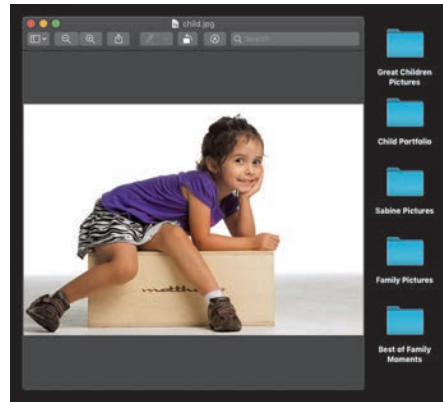 child.jpg
Search
Great Children
Pictures
Child Portfolio
Sabine Pictures
Family Pictures
Best of Family
Moments